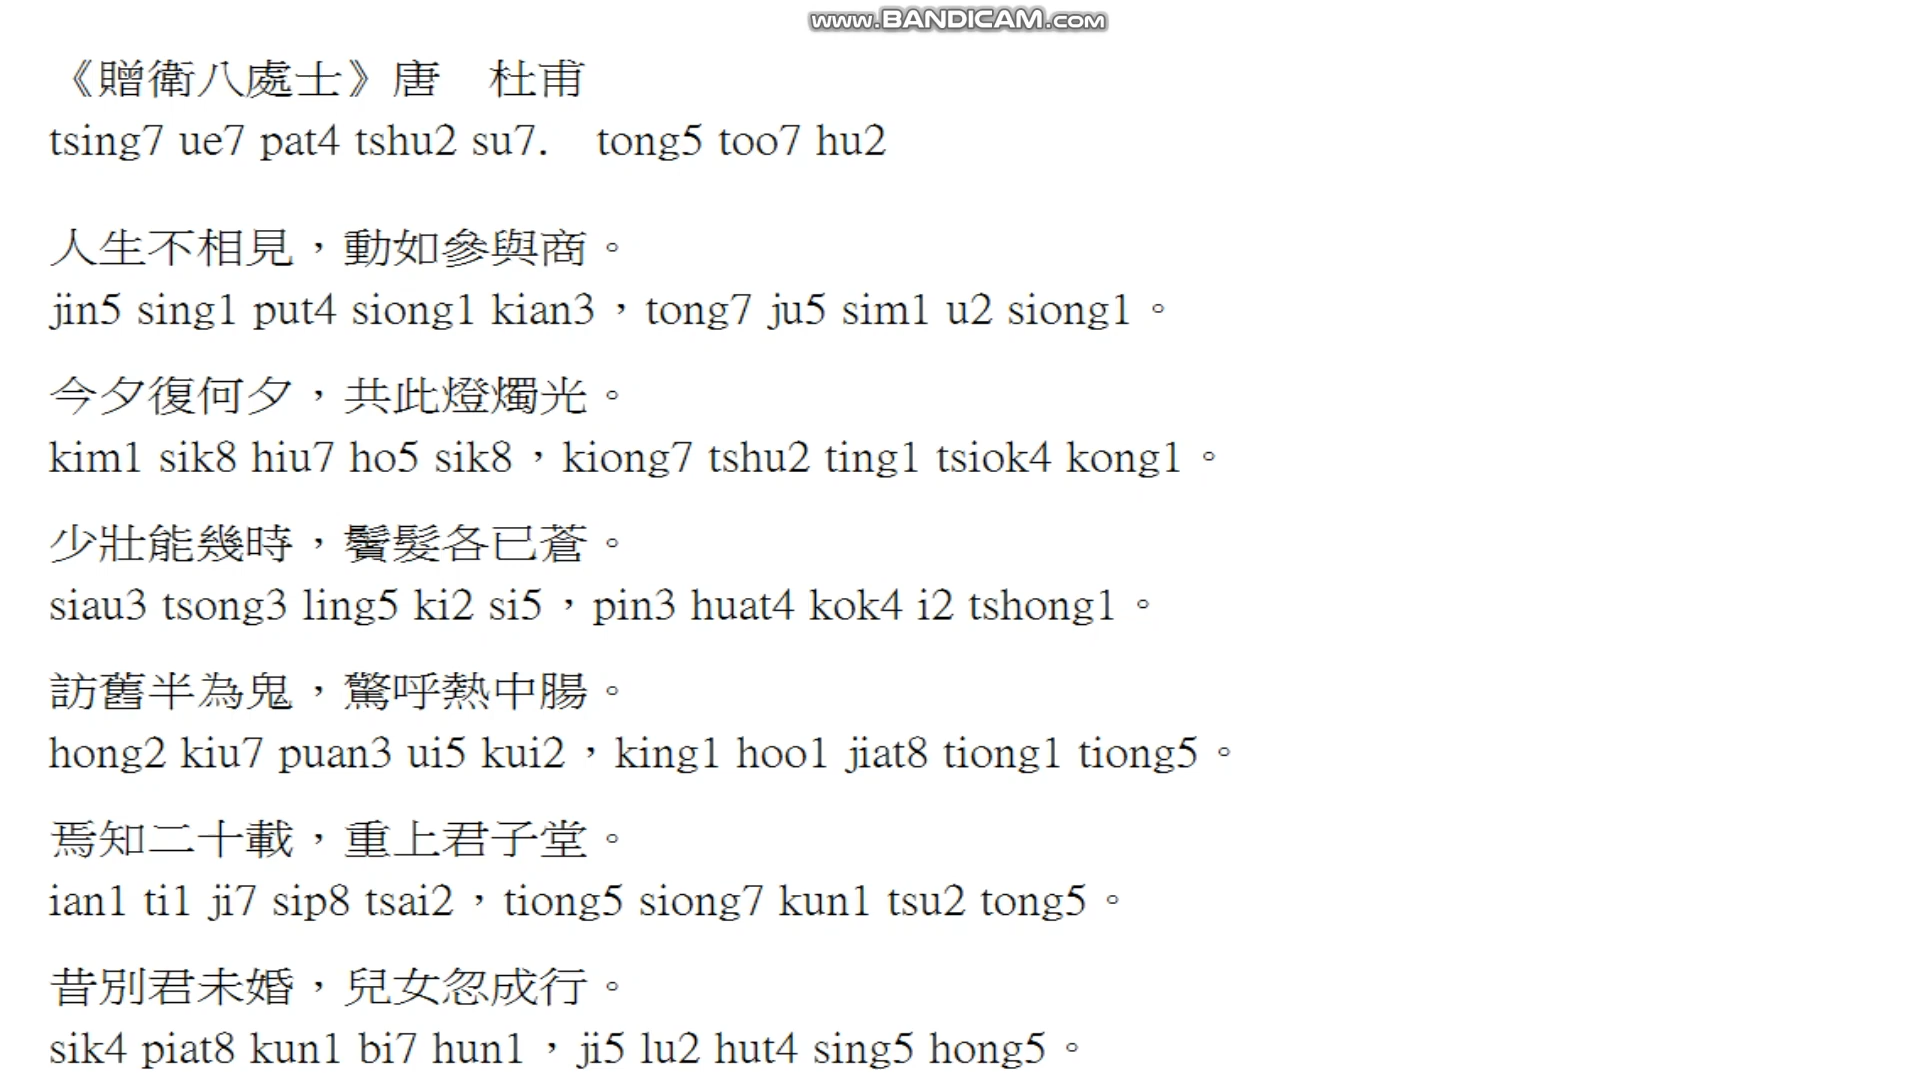 www.BANDICAM.com
《贈衛八處士》唐　杜甫
tsing7 ue7 pat4 tshu2 su7.　tong5 too7 hu2
人生不相見，動如參與商。
jin5 sing1 put4 siong1 kian3，tong7 ju5 sim1 u2 siong1。
今夕復何夕，共此燈燭光。
kim1 sik8 hiu7 ho5 sik8，kiong7 tshu2 ting1 tsiok4 kong1。
少壯能幾時，鬢髮各已蒼。
siau3 tsong3 ling5 ki2 si5，pin3 huat4 kok4 i2 tshong1。
訪舊半為鬼，驚呼熱中腸。
hong2 kiu7 puan3 ui5 kui2，king1 hoo1 jiat8 tiong1 tiong5。
焉知二十載，重上君子堂。
ian1 ti1 ji7 sip8 tsai2，tiong5 siong7 kun1 tsu2 tong5。
昔別君未婚，兒女忽成行。
sik4 piat8 kun1 bi7 hun1，ji5 lu2 hut4 sing5 hong5。